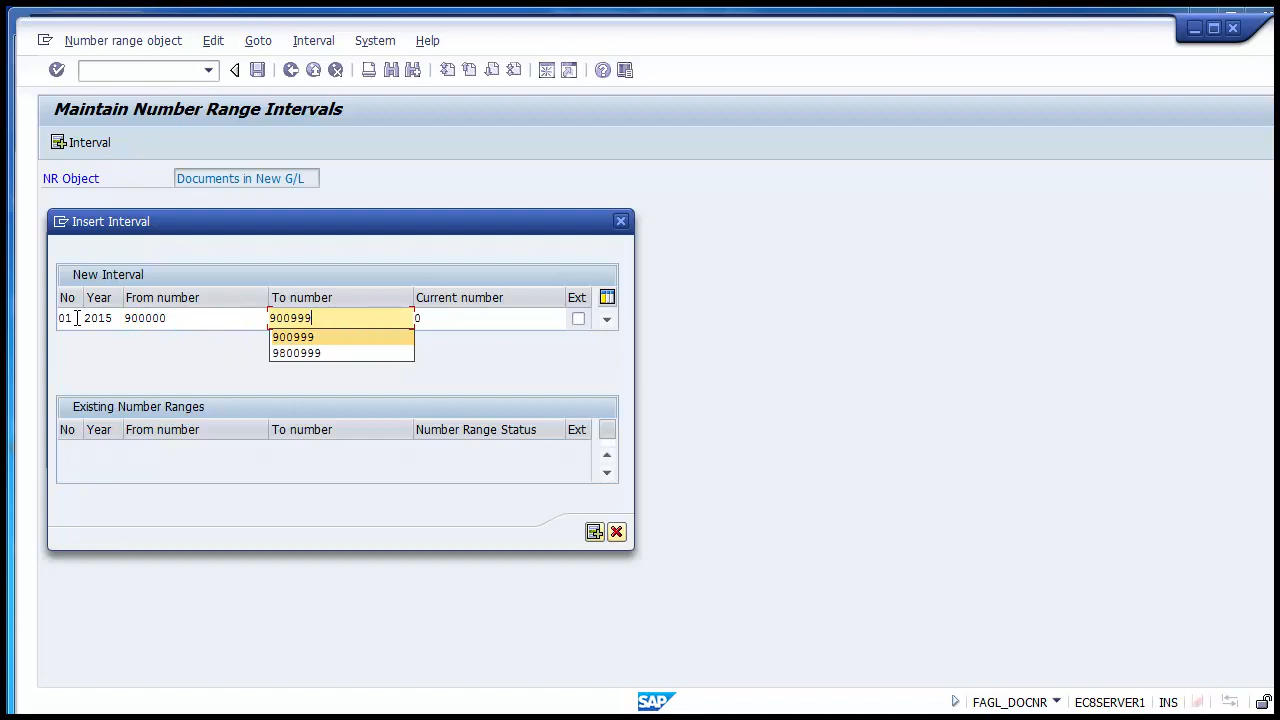 Number range object Edit Goto Interval System Help
Maintain Number Range Intervals
Interval
NR Object Documents in New G/L
Insert Interval
New Interval
No Year From number To number Current number Ext
01 2015 900000 900999 0
900999
9800999
Existing Number Ranges
No Year From number To number Number Range Status Ext
SAP FAGL_DOCNR EC8SERVER1 INS